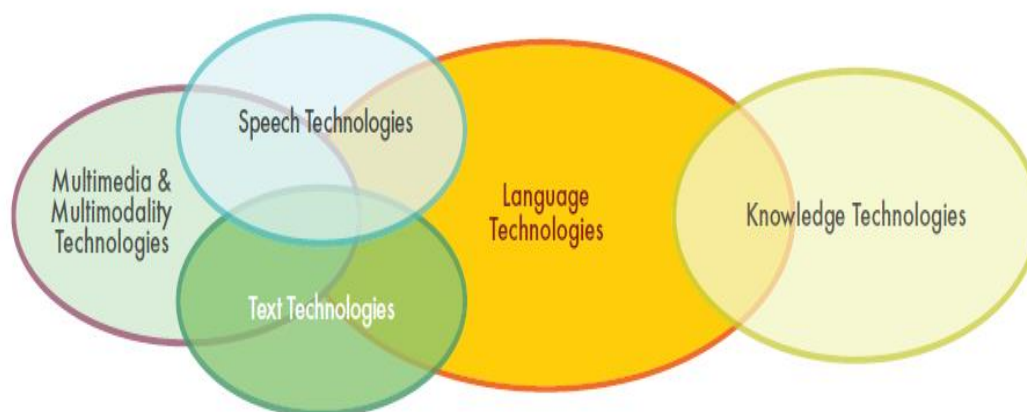 Speech Technologies
Multimedia &
Multimodality
Technologies
Language
Technologies
Knowledge Technologies
Text Technologies